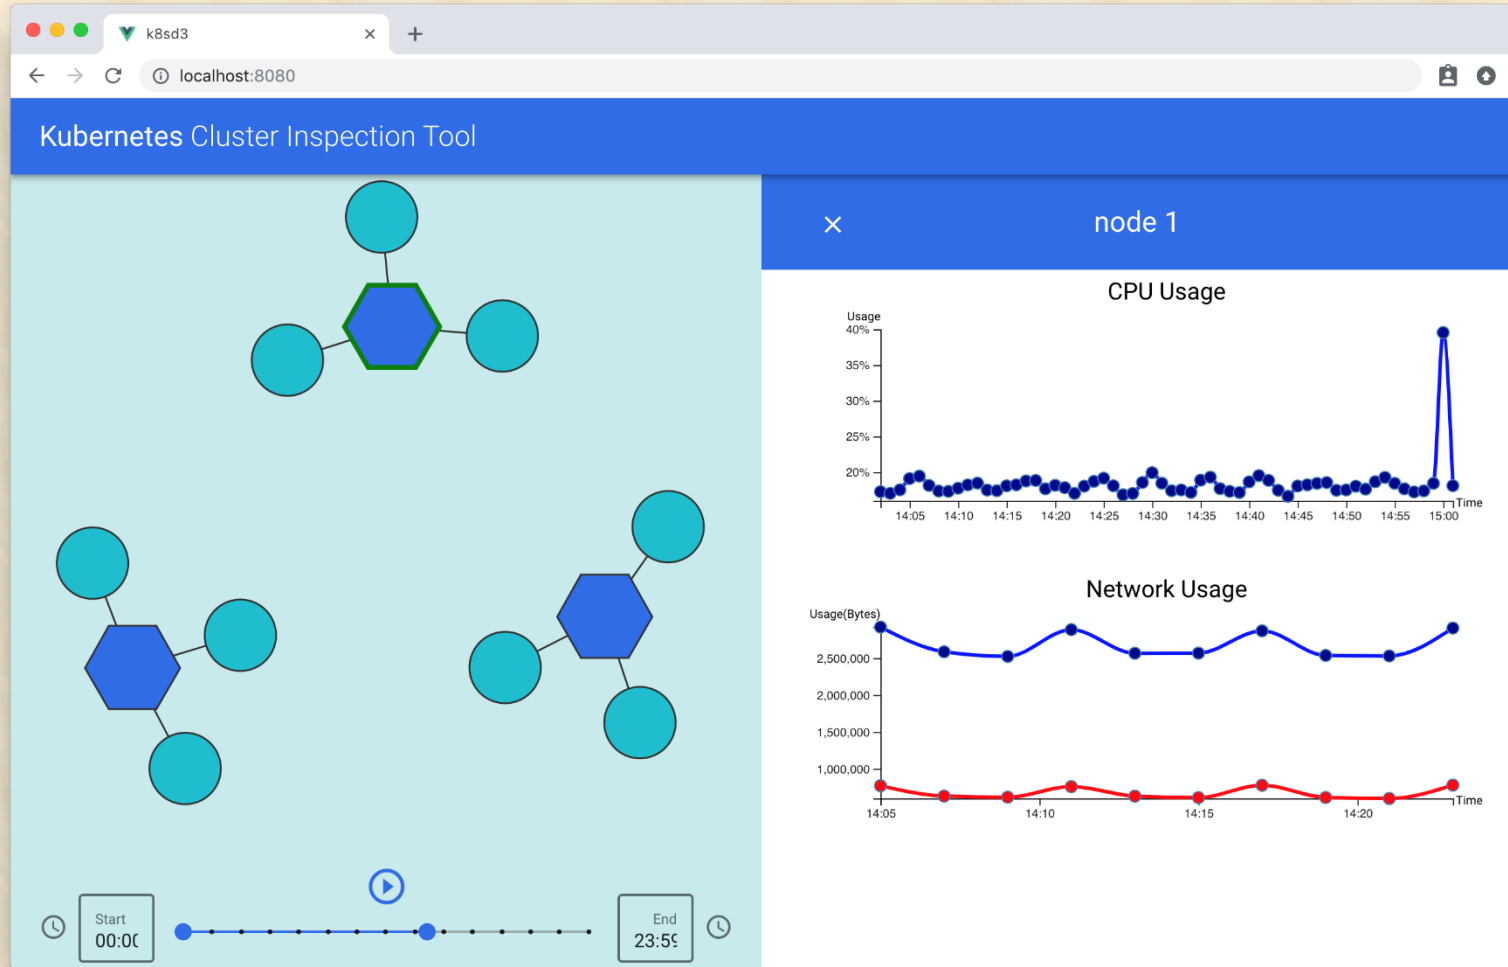 k8sd3
localhost:8080
Kubernetes Cluster Inspection Tool
node 1
CPU Usage
Usage
40%
35%
30%
25%
20%
Time
14:05 14:10 14:15 14:20 14:25 14:30 14:35 14:40 14:45 14:50 14:55 15:00
Network Usage
Usage(Bytes)
2,500,000
2,000,000
1,500,000
1,000,000
Time
14:05 14:10 14:15 14:20
Start
00:0
End
23:5